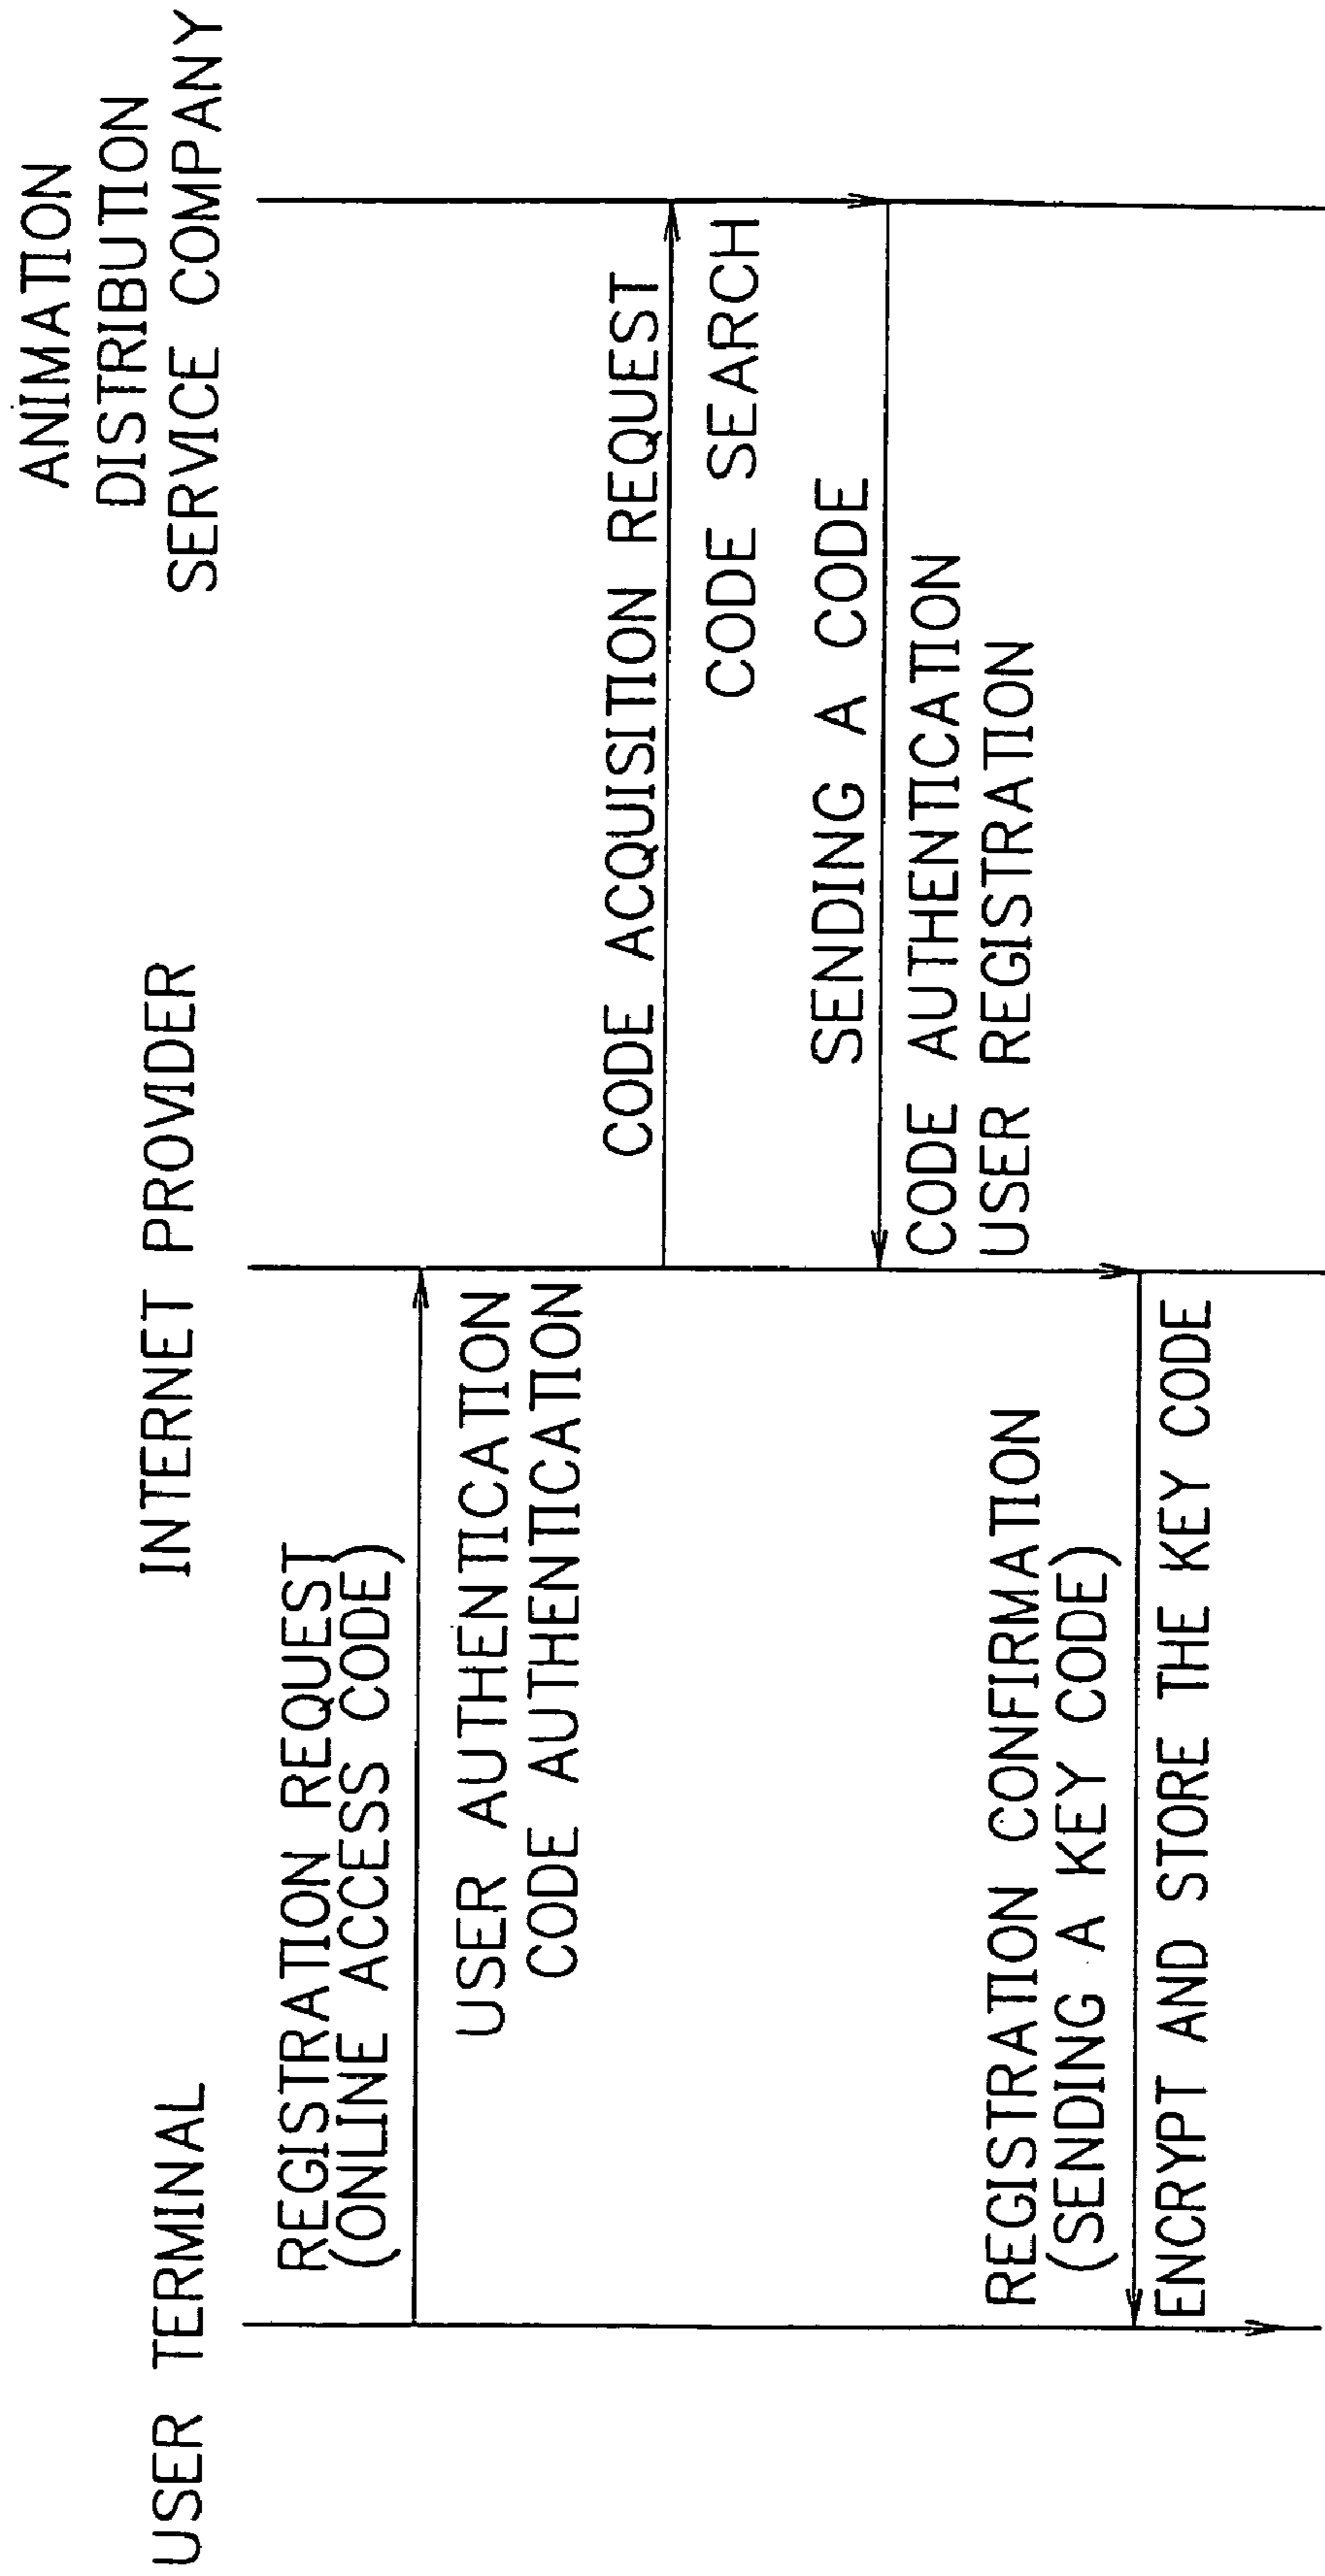 USER TERMINAL
INTERNET PROVIDER
ANIMATION
DISTRIBUTION
SERVICE COMPANY
REGISTRATION REQUEST
(ONLINE ACCESS CODE)
USER AUTHENTICATION
CODE AUTHENTICATION
CODE ACQUISITION REQUEST
CODE SEARCH
SENDING A CODE
CODE AUTHENTICATION
USER REGISTRATION
REGISTRATION CONFIRMATION
(SENDING A KEY CODE)
ENCRYPT AND STORE THE KEY CODE